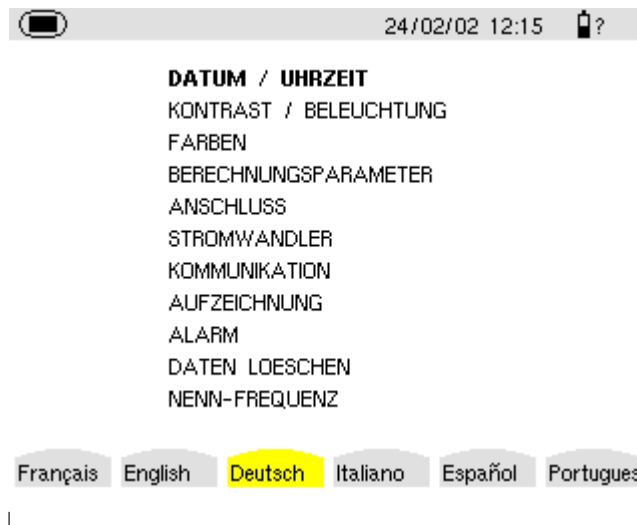 24/02/02 12:15 ?
DATUM / UHRZEIT
KONTRAST / BELEUCHTUNG
FARBEN
BERECHNUNGSPARAMETER
ANSCHLUSS
STROMWANDLER
KOMMUNIKATION
AUFZEICHNUNG
ALARM
DATEN LOESCHEN
NENN-FREQUENZ
Français English Deutsch Italiano Español Portugues